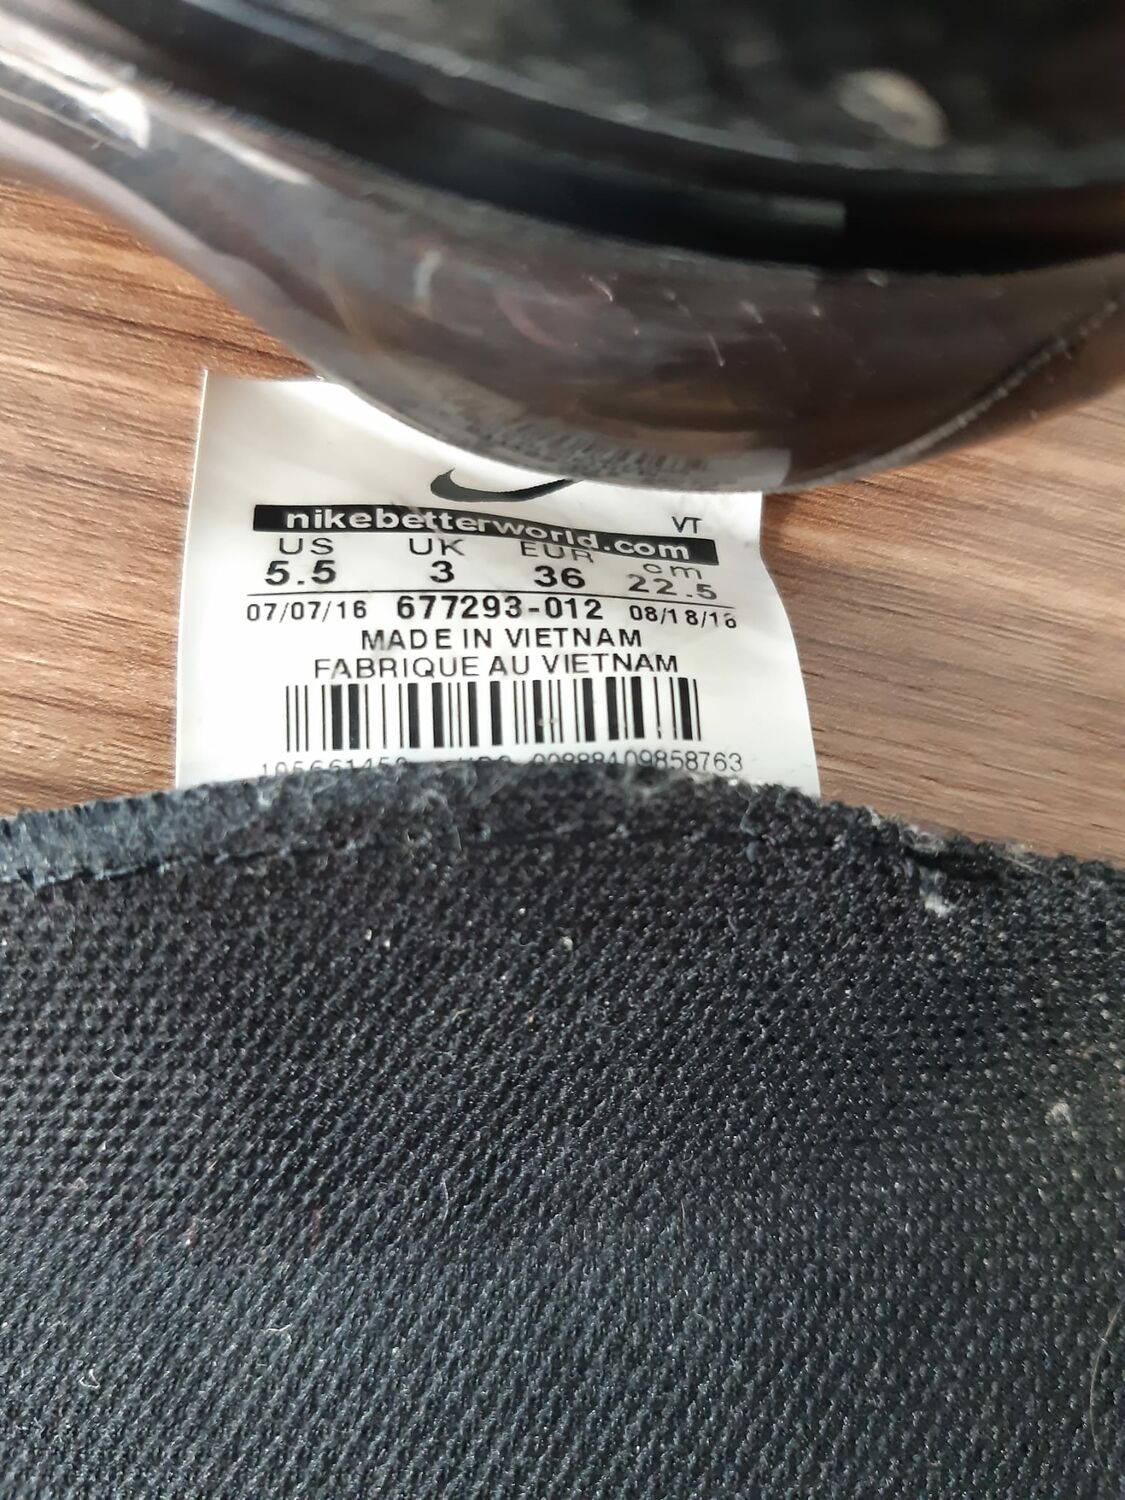 nikebetterworld.com VT
US UK EUR cm
5.5 3 36 22.5
07/07/16 677293-012 08/18/16
MADE IN VIETNAM
FABRIQUE AU VIETNAM
09858763